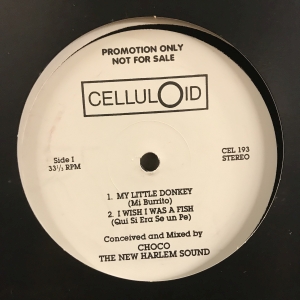 PROMOTION ONLY
NOT FOR SALE
CELLULOID
Side 1
33⅓ RPM
CEL 193
STEREO
1. MY LITTLE DONKEY
(Mi Burrito)
2. I WISH I WAS A FISH
(Qui Si Era Se un Pe)
Conceived and Mixed by
CHOCO
THE NEW HARLEM SOUND